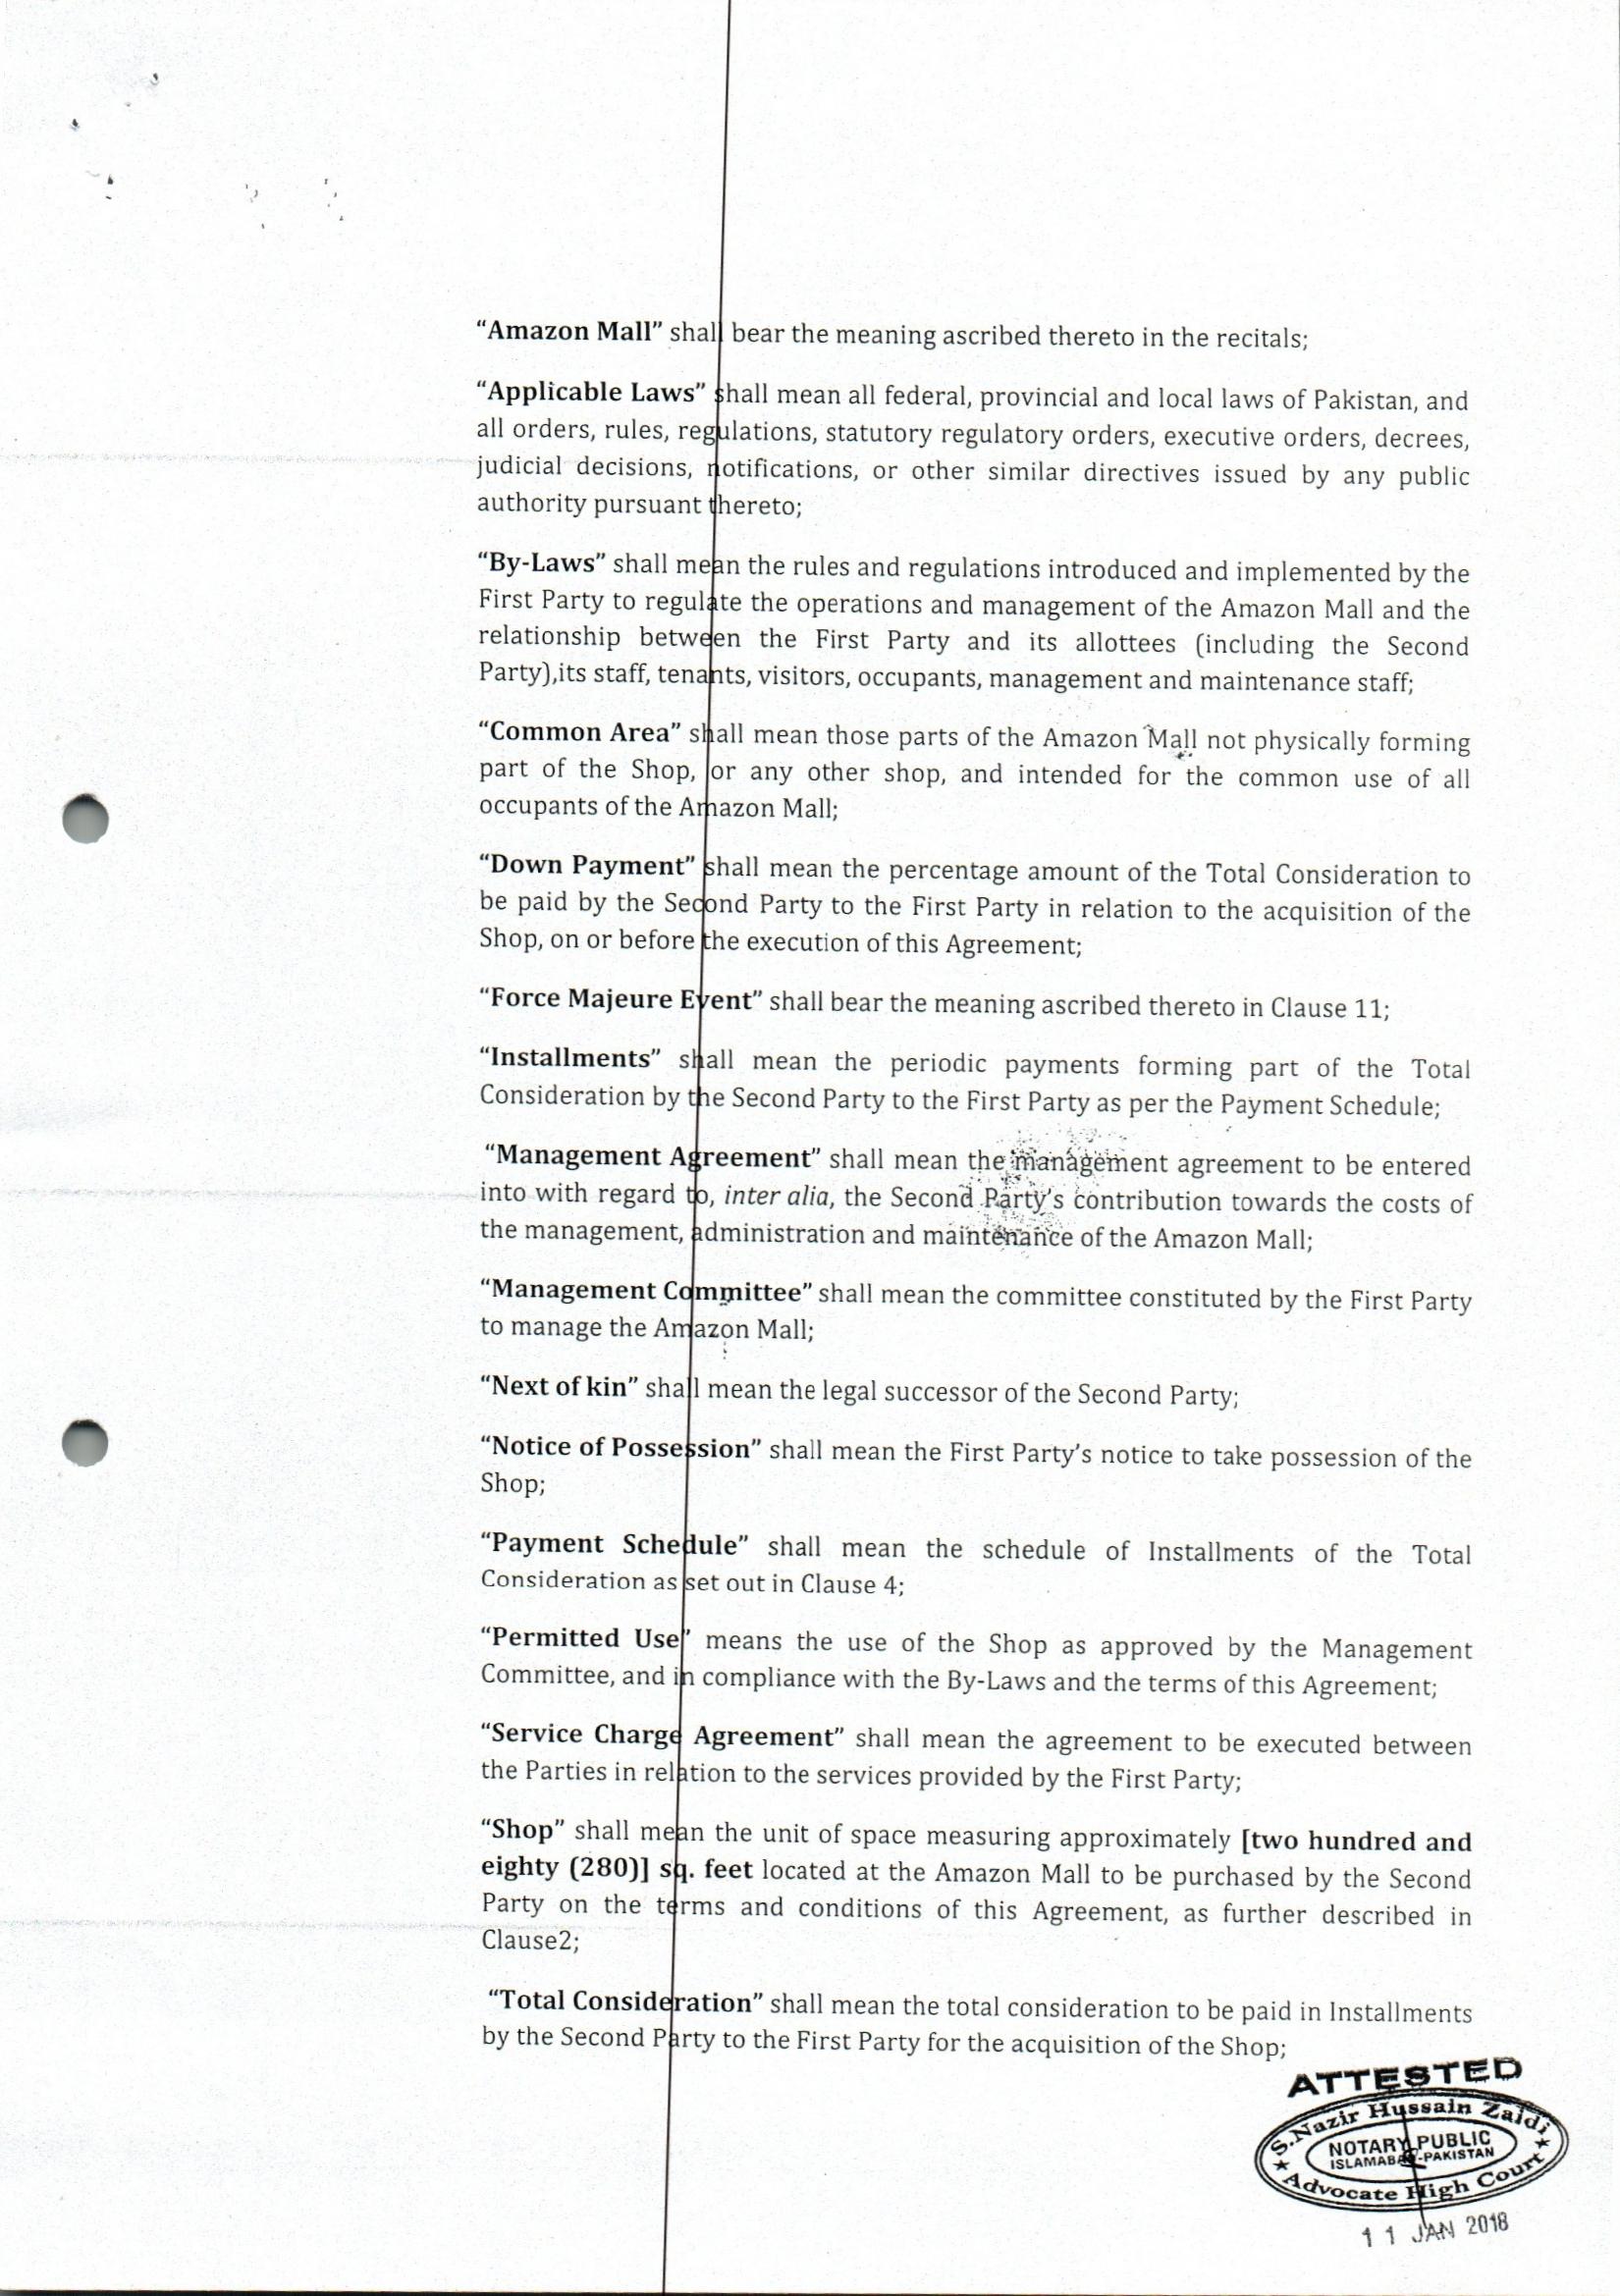 “Amazon Mall” shall bear the meaning ascribed thereto in the recitals;
“Applicable Laws” shall mean all federal, provincial and local laws of Pakistan, and
all orders, rules, regulations, statutory regulatory orders, executive orders, decrees,
judicial decisions, notifications, or other similar directives issued by any public
authority pursuant thereto;
“By-Laws” shall mean the rules and regulations introduced and implemented by the
First Party to regulate the operations and management of the Amazon Mall and the
relationship between the First Party and its allottees (including the Second
Party),its staff, tenants, visitors, occupants, management and maintenance staff;
“Common Area” shall mean those parts of the Amazon Mall not physically forming
part of the Shop, or any other shop, and intended for the common use of all
occupants of the Amazon Mall;
“Down Payment” shall mean the percentage amount of the Total Consideration to
be paid by the Second Party to the First Party in relation to the acquisition of the
Shop, on or before the execution of this Agreement;
“Force Majeure Event” shall bear the meaning ascribed thereto in Clause 11;
“Installments” shall mean the periodic payments forming part of the Total
Consideration by the Second Party to the First Party as per the Payment Schedule;
“Management Agreement” shall mean the management agreement to be entered
into with regard to, inter alia, the Second Party’s contribution towards the costs of
the management, administration and maintenance of the Amazon Mall;
“Management Committee” shall mean the committee constituted by the First Party
to manage the Amazon Mall;
“Next of kin” shall mean the legal successor of the Second Party;
“Notice of Possession” shall mean the First Party’s notice to take possession of the
Shop;
“Payment Schedule” shall mean the schedule of Installments of the Total
Consideration as set out in Clause 4;
“Permitted Use” means the use of the Shop as approved by the Management
Committee, and in compliance with the By-Laws and the terms of this Agreement;
“Service Charge Agreement” shall mean the agreement to be executed between
the Parties in relation to the services provided by the First Party;
“Shop” shall mean the unit of space measuring approximately [two hundred and
eighty (280)] sq. feet located at the Amazon Mall to be purchased by the Second
Party on the terms and conditions of this Agreement, as further described in
Clause2;
“Total Consideration” shall mean the total consideration to be paid in Installments
by the Second Party to the First Party for the acquisition of the Shop;
ATTESTED
S.Nazir Hussain Zaidi
NOTARY PUBLIC
ISLAMABAD-PAKISTAN
Advocate High Court
11 JAN 2018